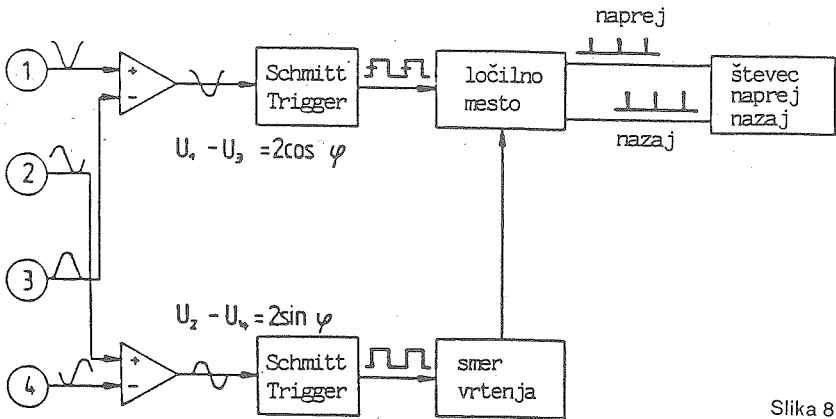 naprej
1
+
-
Schmitt
Trigger
ločilno
mesto
števec
naprej
nazaj
nazaj
U₁ - U₃ = 2cos φ
2
3
U₂ - U₄ = 2sin φ
4
+
-
Schmitt
Trigger
smer
vrtenja
Slika 8